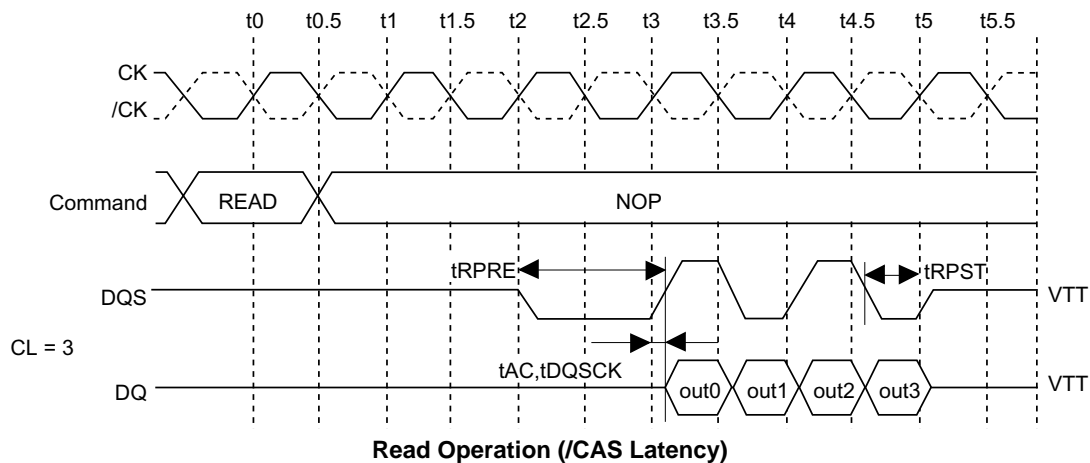 t0 t0.5 t1 t1.5 t2 t2.5 t3 t3.5 t4 t4.5 t5 t5.5
CK
/CK
Command READ NOP
tRPRE tRPST
DQS VTT
CL = 3
tAC,tDQSCK
DQ out0 out1 out2 out3 VTT
Read Operation (/CAS Latency)